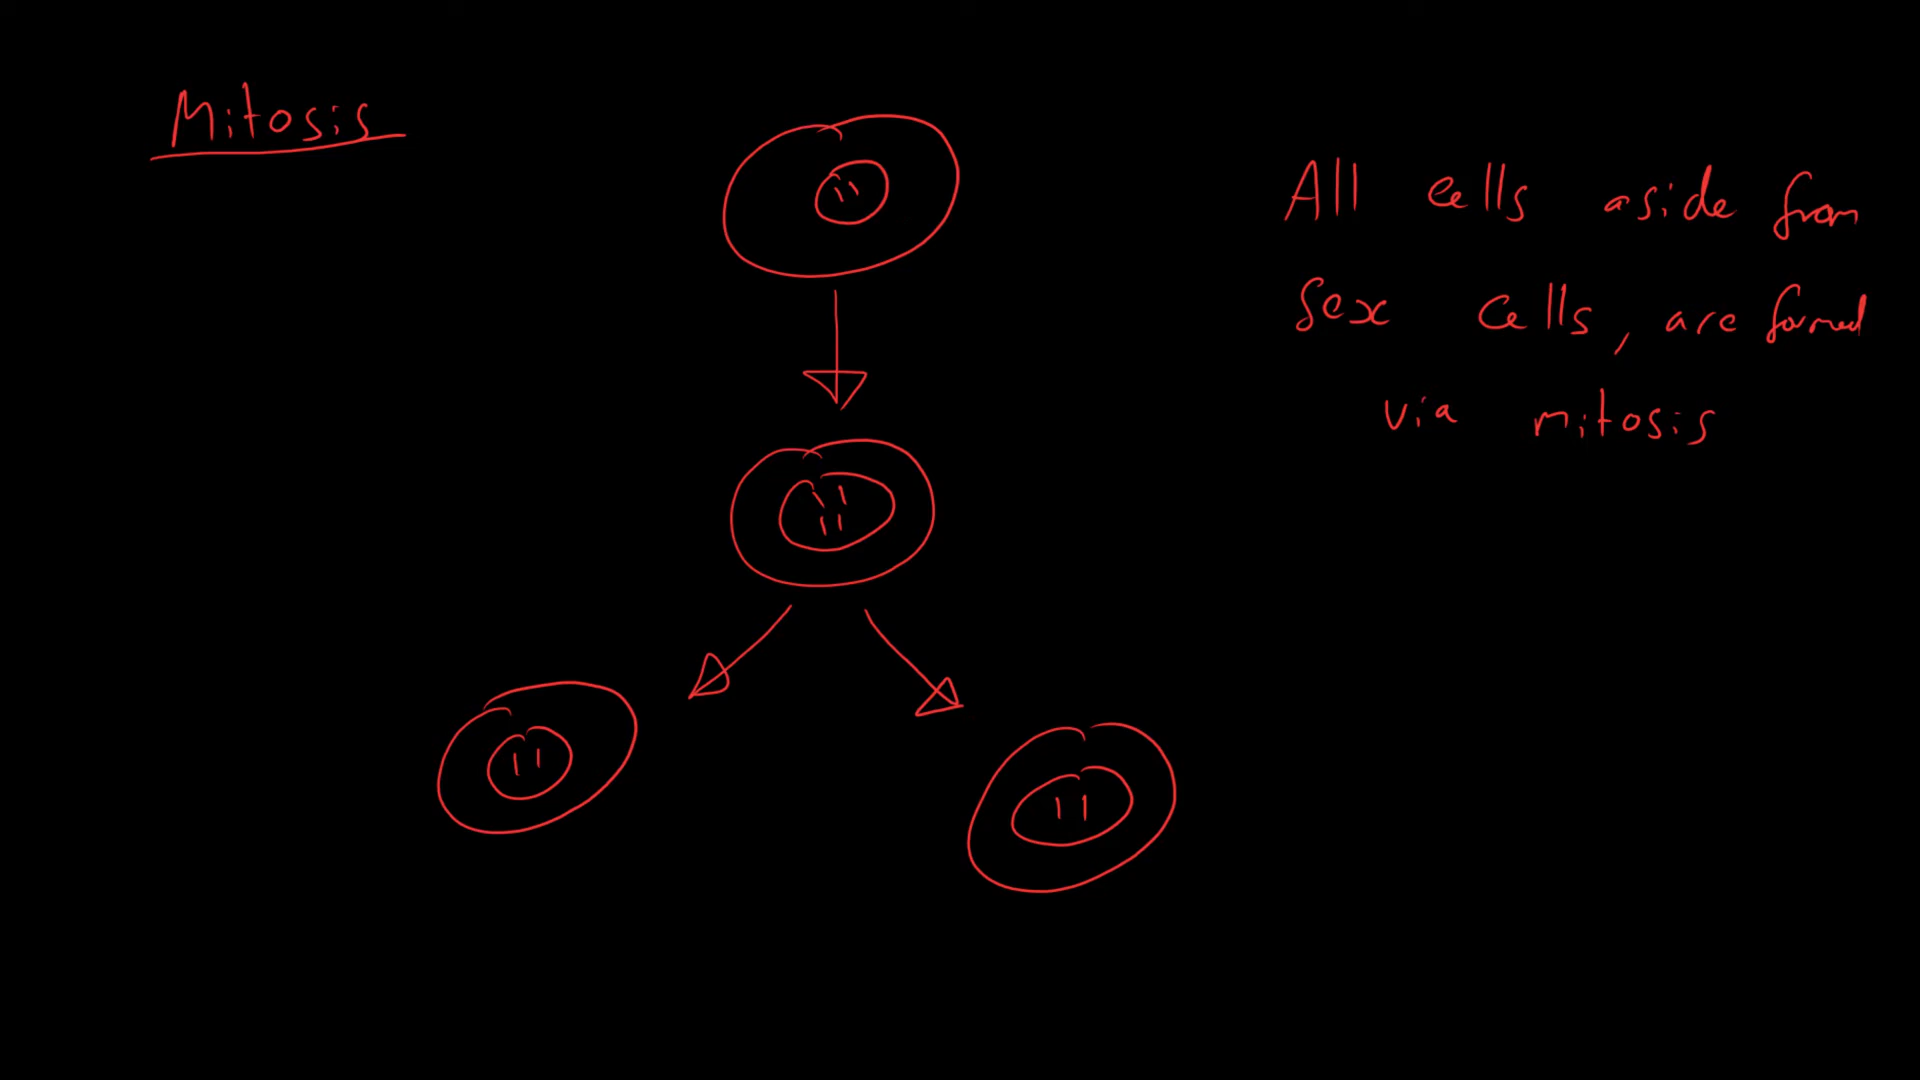 Mitosis
All cells aside from
Sex cells, are formed
via mitosis